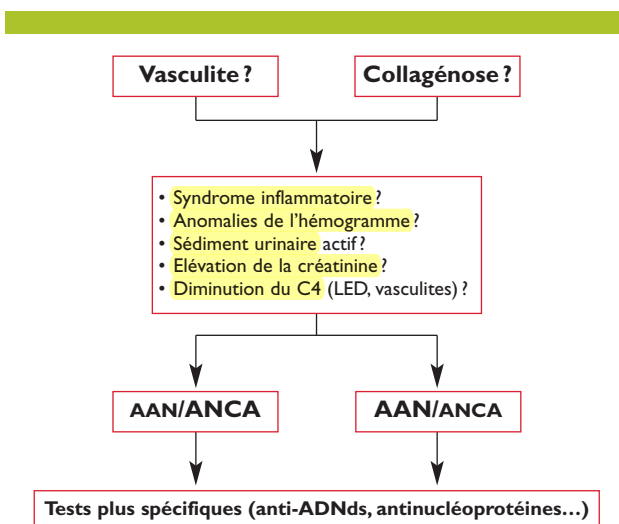 Vasculite ?
Collagénose ?
• Syndrome inflammatoire ?
• Anomalies de l’hémogramme ?
• Sédiment urinaire actif ?
• Elévation de la créatinine ?
• Diminution du C4 (LED, vasculites) ?
AAN/ANCA
AAN/ANCA
Tests plus spécifiques (anti-ADNds, antinucléoprotéines…)